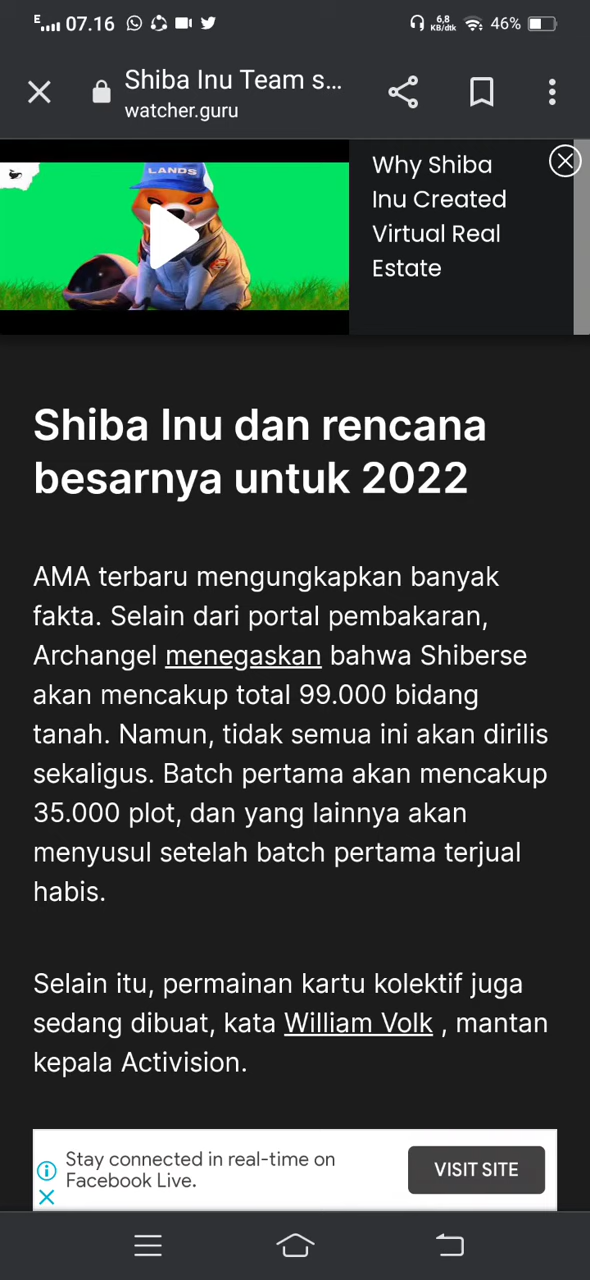 E
07.16
6,8
KB/dtk
46%
Shiba Inu Team s...
watcher.guru
LANDS
Why Shiba
Inu Created
Virtual Real
Estate
Shiba Inu dan rencana
besarnya untuk 2022
AMA terbaru mengungkapkan banyak
fakta. Selain dari portal pembakaran,
Archangel menegaskan bahwa Shiberse
akan mencakup total 99.000 bidang
tanah. Namun, tidak semua ini akan dirilis
sekaligus. Batch pertama akan mencakup
35.000 plot, dan yang lainnya akan
menyusul setelah batch pertama terjual
habis.
Selain itu, permainan kartu kolektif juga
sedang dibuat, kata William Volk , mantan
kepala Activision.
Stay connected in real-time on
Facebook Live.
VISIT SITE